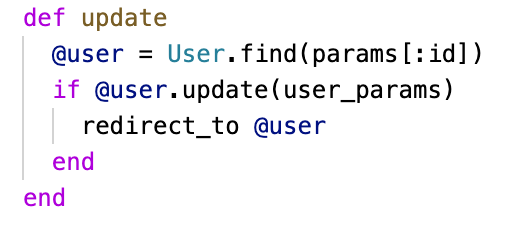 def update
  @user = User.find(params[:id])
  if @user.update(user_params)
    redirect_to @user
  end
end